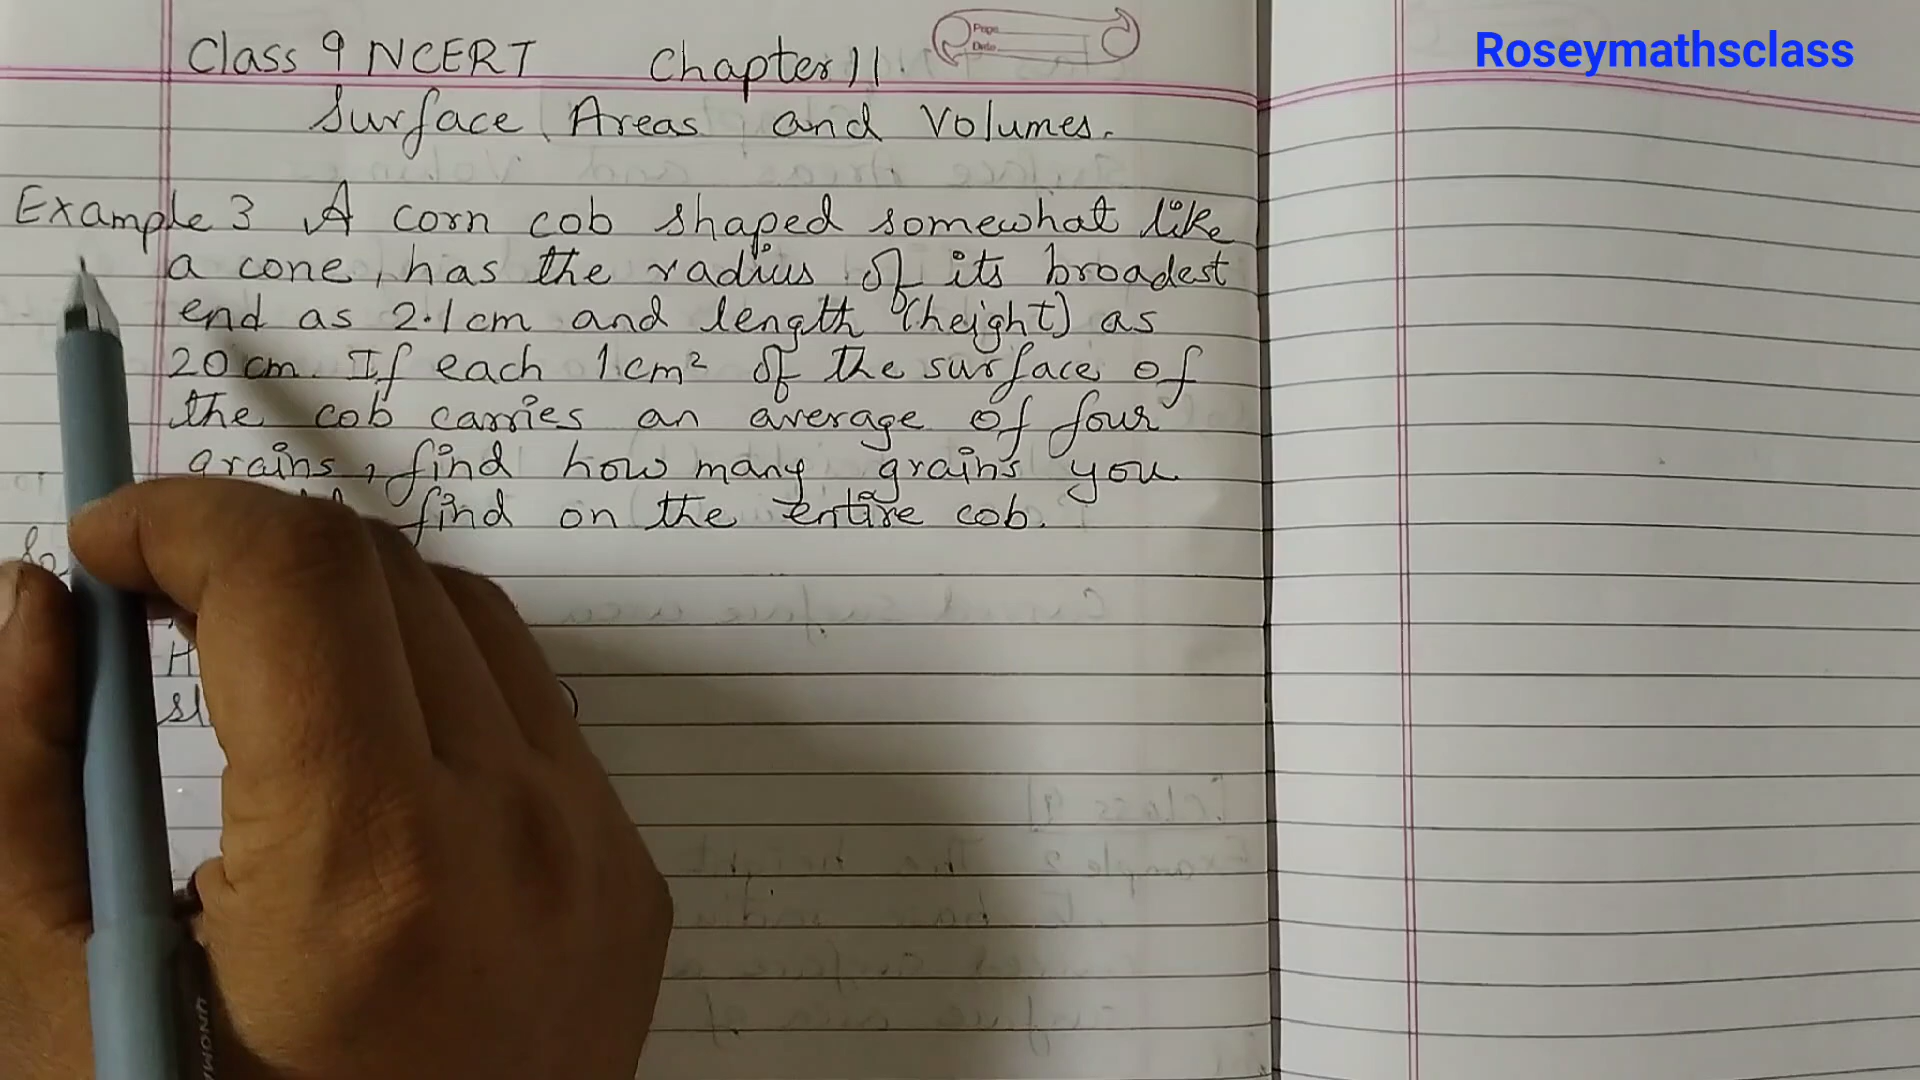 Class 9 NCERT Chapter 11.
Page
Date
Roseymathsclass
Surface Areas and Volumes.
Example 3 A corn cob shaped somewhat like
a cone, has the radius of its broadest
end as 2.1cm and length (height) as
20 cm. If each 1cm² of the surface of
the cob carries an average of four
grains, find how many grains you
find on the entire cob.